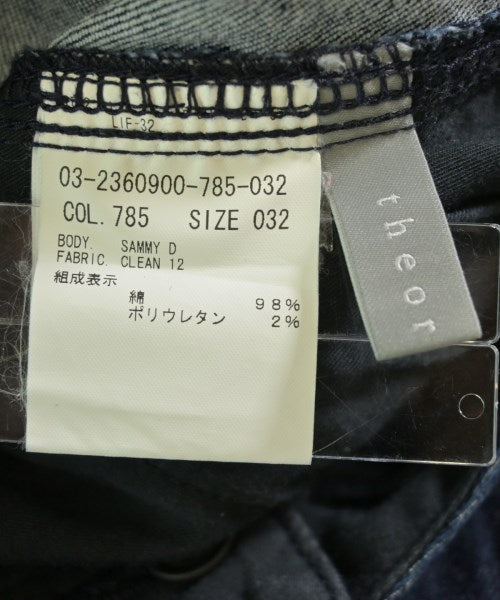 LIF-32
03-2360900-785-032
COL. 785 SIZE 032
BODY. SAMMY D
FABRIC. CLEAN 12
組成表示
綿 98%
ポリウレタン 2%
theor